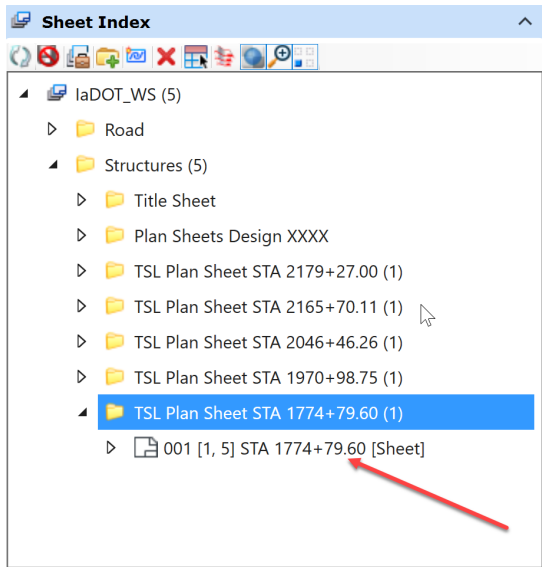 Sheet Index
IaDOT_WS (5)
Road
Structures (5)
Title Sheet
Plan Sheets Design XXXX
TSL Plan Sheet STA 2179+27.00 (1)
TSL Plan Sheet STA 2165+70.11 (1)
TSL Plan Sheet STA 2046+46.26 (1)
TSL Plan Sheet STA 1970+98.75 (1)
TSL Plan Sheet STA 1774+79.60 (1)
001 [1, 5] STA 1774+79.60 [Sheet]